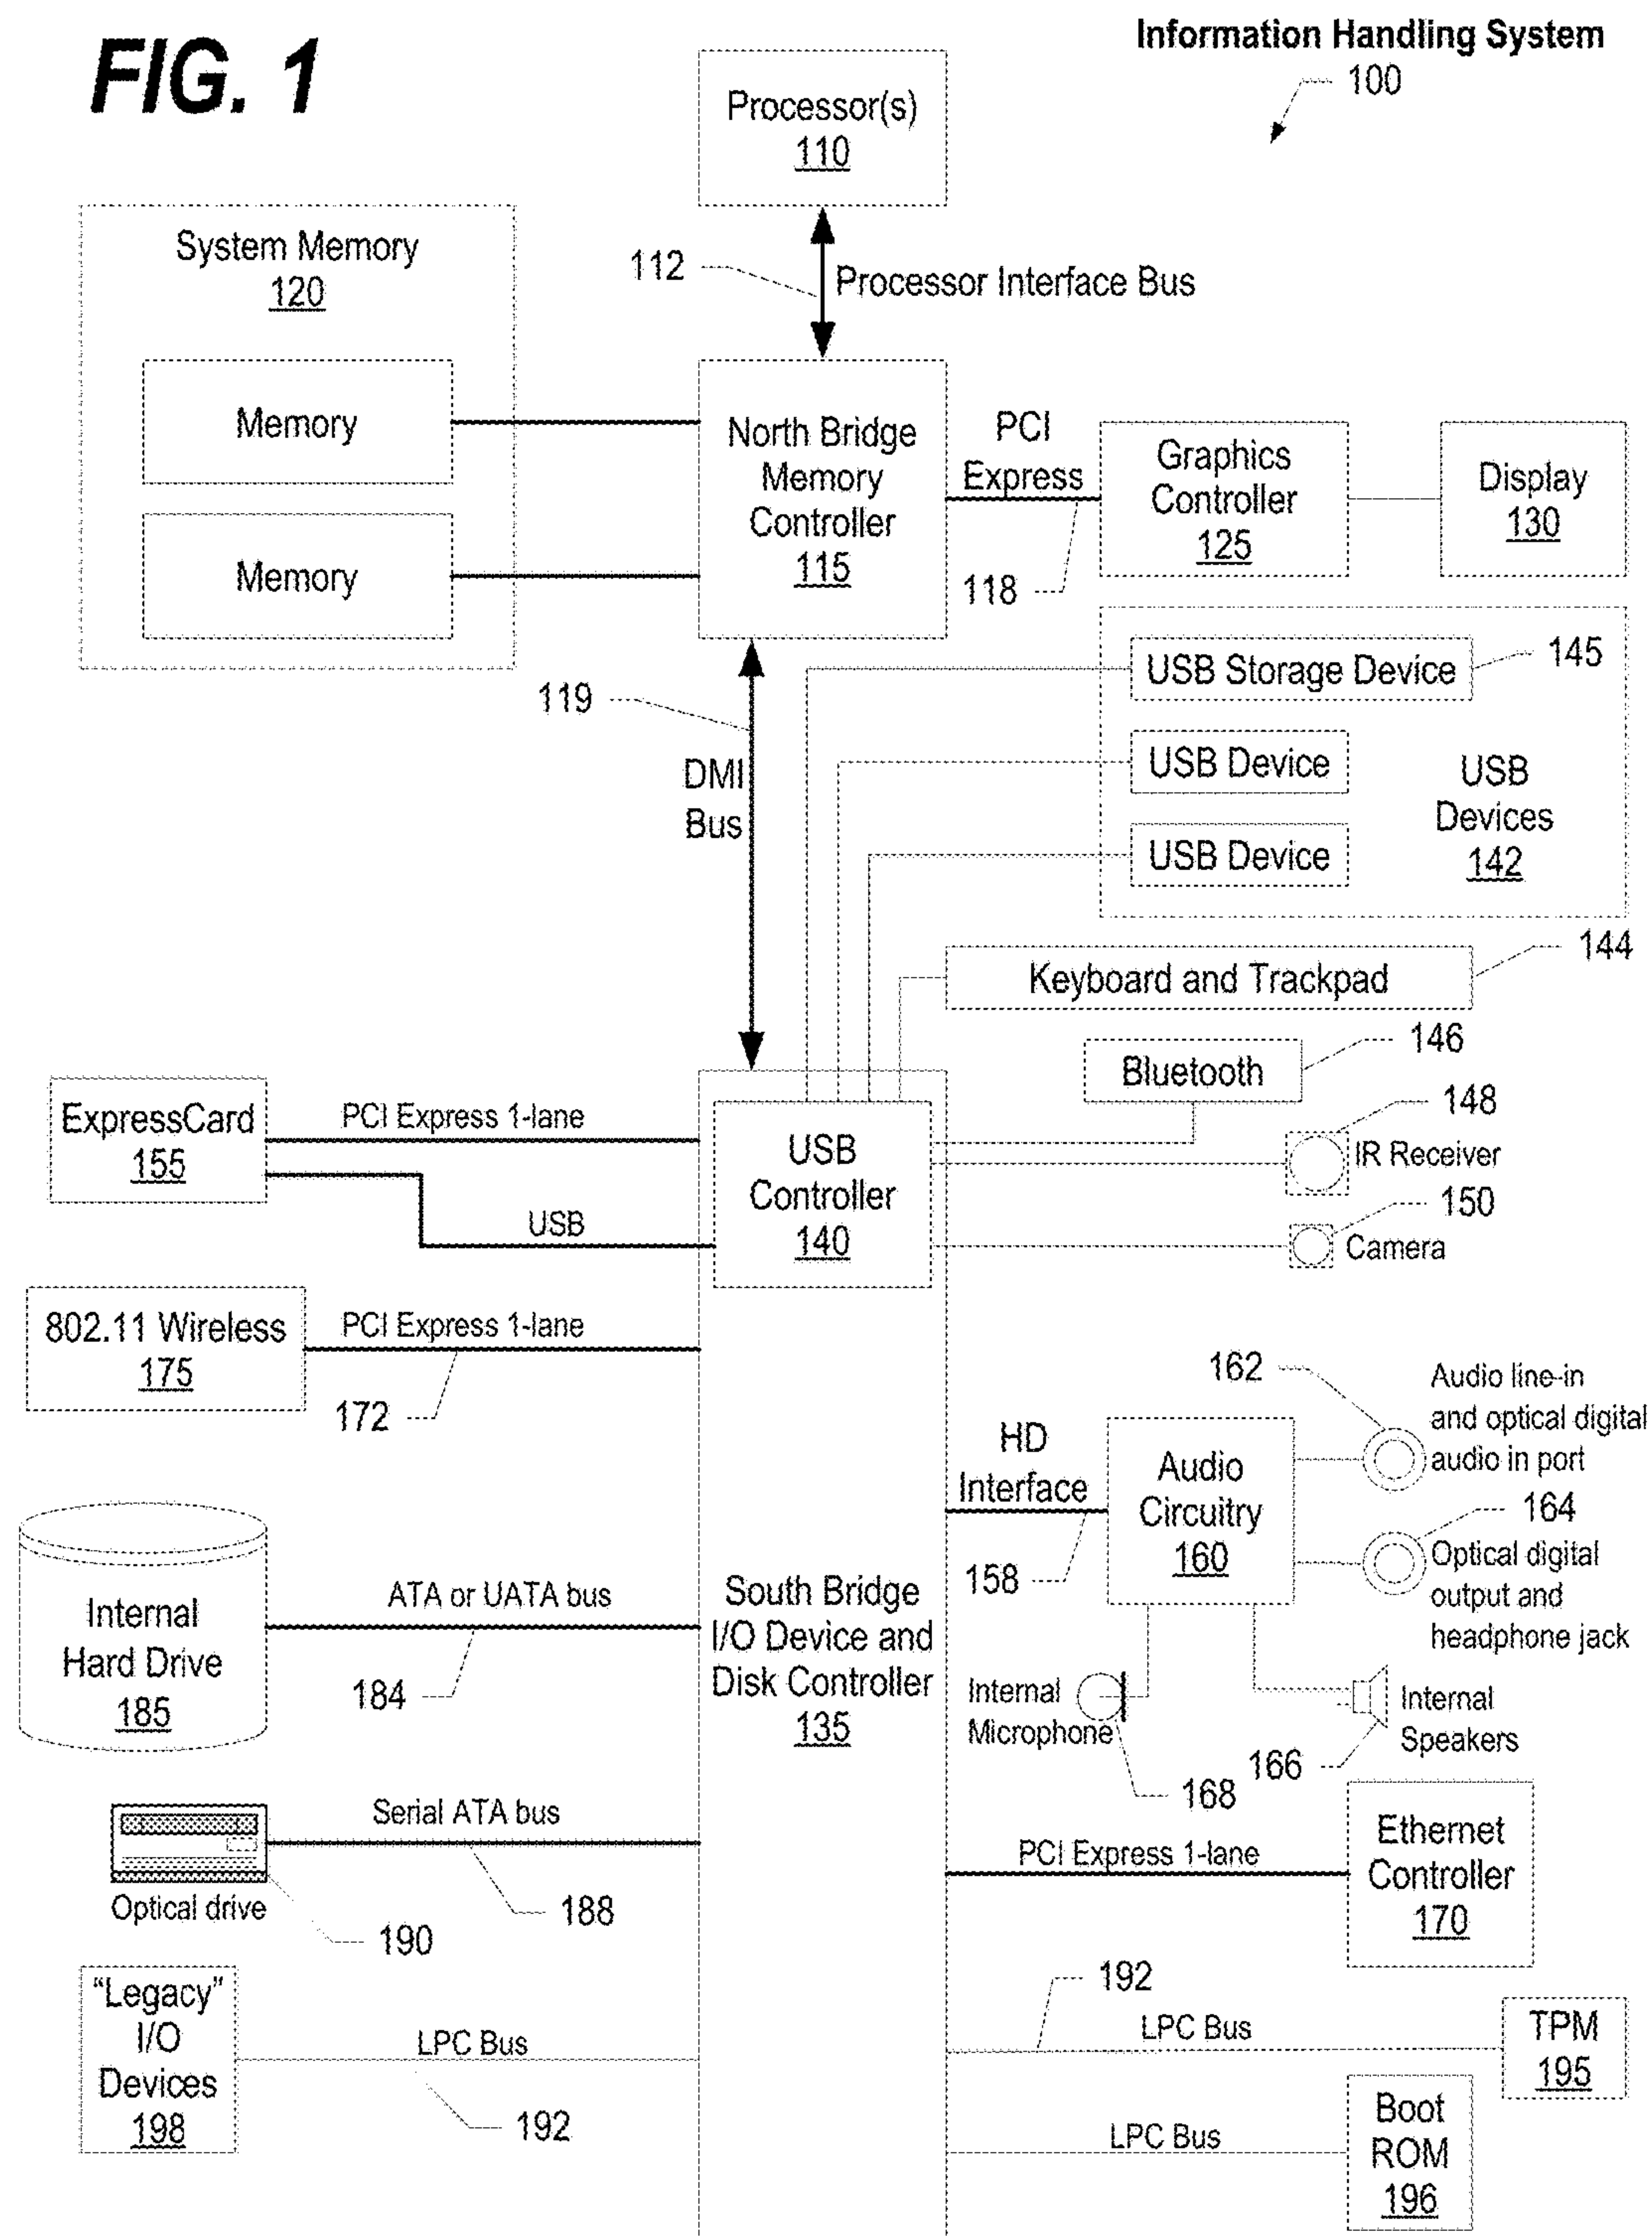 FIG. 1
Information Handling System
100
Processor(s)
110
System Memory
120
112
Processor Interface Bus
Memory
Memory
North Bridge
Memory
Controller
115
PCI
Express
118
Graphics
Controller
125
Display
130
119
DMI
Bus
USB Storage Device
145
USB Device
USB Device
USB
Devices
142
Keyboard and Trackpad
144
Bluetooth
146
148
IR Receiver
150
Camera
ExpressCard
155
PCI Express 1-lane
USB
USB
Controller
140
802.11 Wireless
175
PCI Express 1-lane
172
162
Audio line-in
and optical digital
audio in port
HD
Interface
158
Audio
Circuitry
160
164
Optical digital
output and
headphone jack
Internal
Hard Drive
185
ATA or UATA bus
184
South Bridge
I/O Device and
Disk Controller
135
Internal
Microphone
168
Internal
Speakers
166
Serial ATA bus
188
Optical drive
190
PCI Express 1-lane
Ethernet
Controller
170
“Legacy”
I/O
Devices
198
LPC Bus
192
192
LPC Bus
TPM
195
LPC Bus
Boot
ROM
196